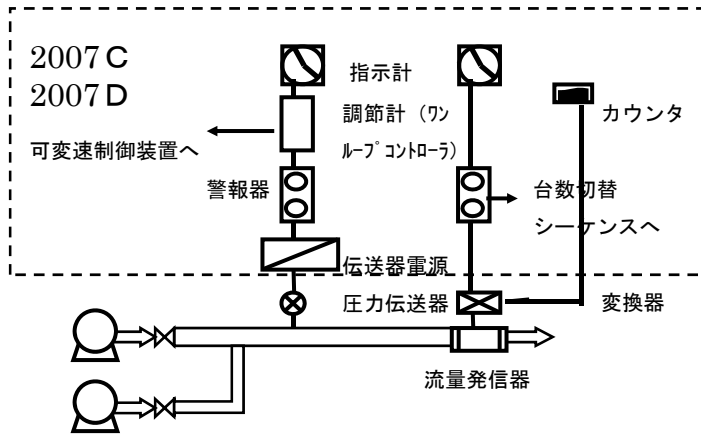 2007C
2007D
指示計
調節計（ワン
ﾙｰﾌﾟｺﾝﾄﾛｰﾗ）
カウンタ
可変速制御装置へ
警報器
台数切替
シーケンスへ
伝送器電源
圧力伝送器
変換器
流量発信器